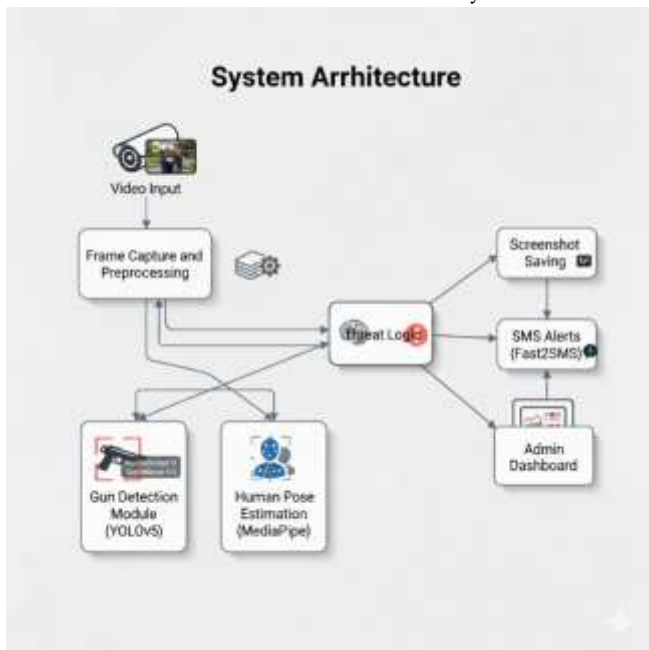 System Arrhitecture
Video Input
Frame Capture and
Preprocessing
Screenshot
Saving
Threat Logic
SMS Alerts
(Fast2SMS)
Gun Detection
Module
(YOLOv5)
Human Pose
Estimation
(MediaPipe)
Admin
Dashboard